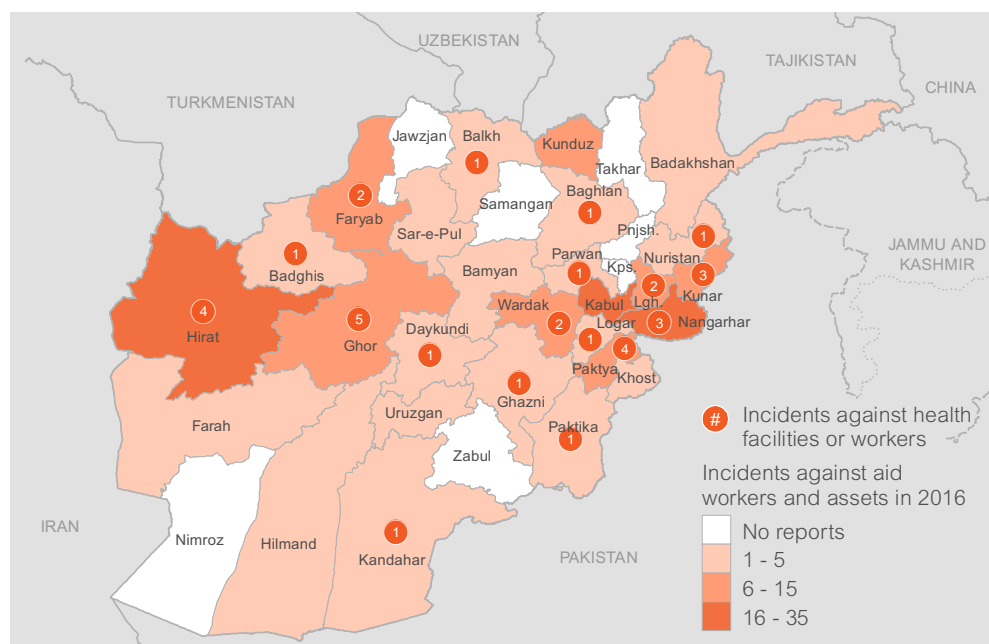 UZBEKISTAN
TAJIKISTAN
CHINA
TURKMENISTAN
Jawzjan
Balkh
1
Kunduz
Takhar
Badakhshan
2
Faryab
Samangan
Baghlan
1
Sar-e-Pul
Pnjsh.
1
Nuristan
JAMMU AND
KASHMIR
1
Badghis
Bamyan
Parwan
1
Kps.
2
Lgh.
3
Kunar
4
Hirat
5
Ghor
Wardak
2
Kabul
3
Nangarhar
Logar
1
Daykundi
1
4
Paktya
Khost
1
Ghazni
Farah
Uruzgan
Paktika
1
Zabul
IRAN
Nimroz
Hilmand
1
Kandahar
PAKISTAN
# Incidents against health
facilities or workers
Incidents against aid
workers and assets in 2016
No reports
1 - 5
6 - 15
16 - 35